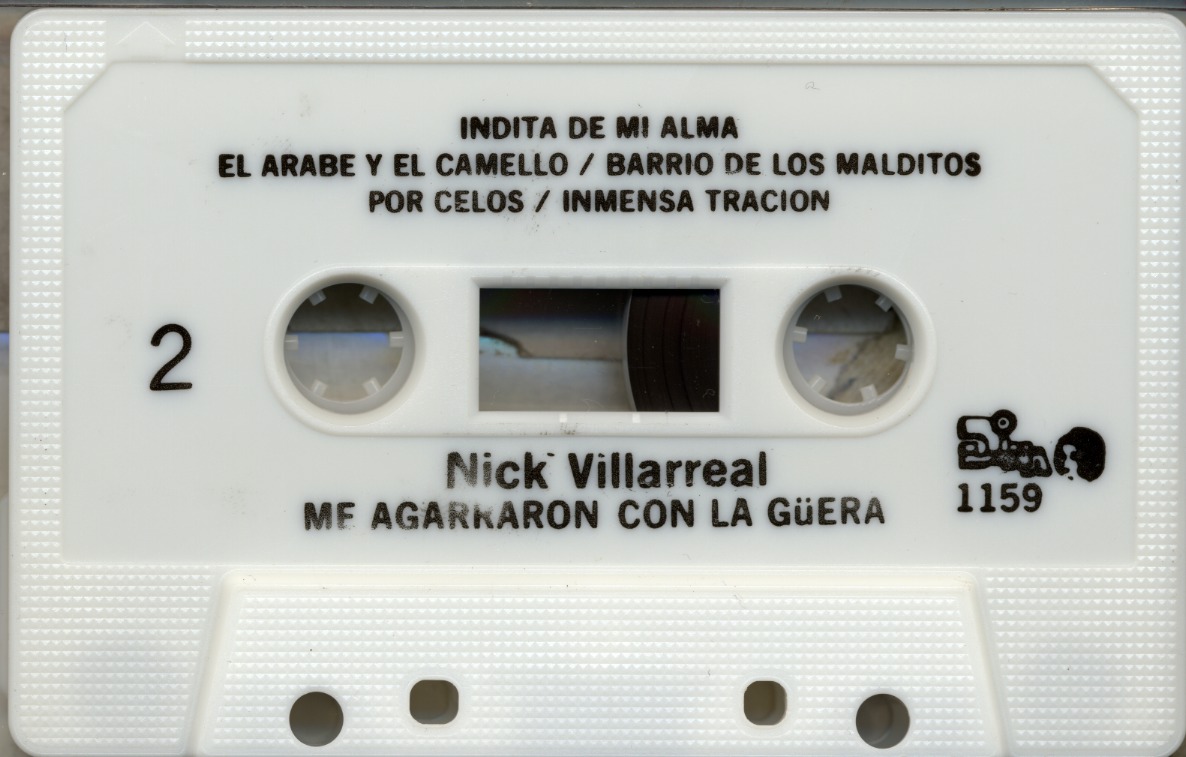 INDITA DE MI ALMA
EL ARABE Y EL CAMELLO / BARRIO DE LOS MALDITOS
POR CELOS / INMENSA TRACION
2
Nick Villarreal
ME AGARRARON CON LA GÜERA
1159